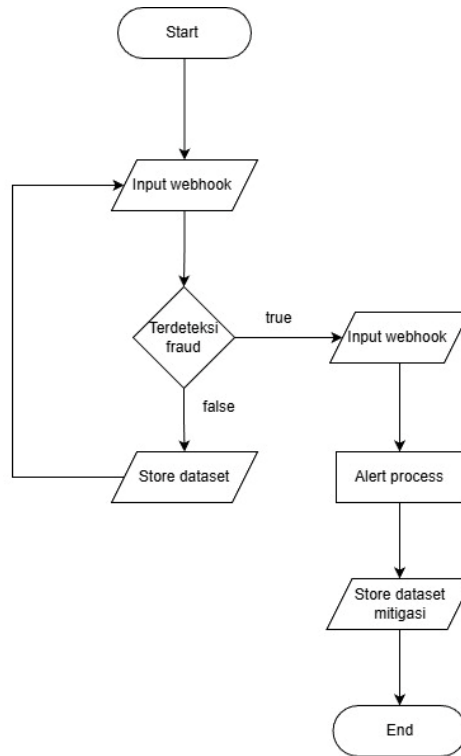 Start
Input webhook
Terdeteksi
fraud
true
Input webhook
false
Store dataset
Alert process
Store dataset
mitigasi
End